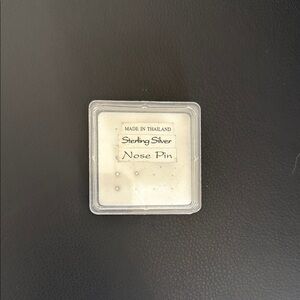 MADE IN THAILAND
Sterling Silver
Nose Pin